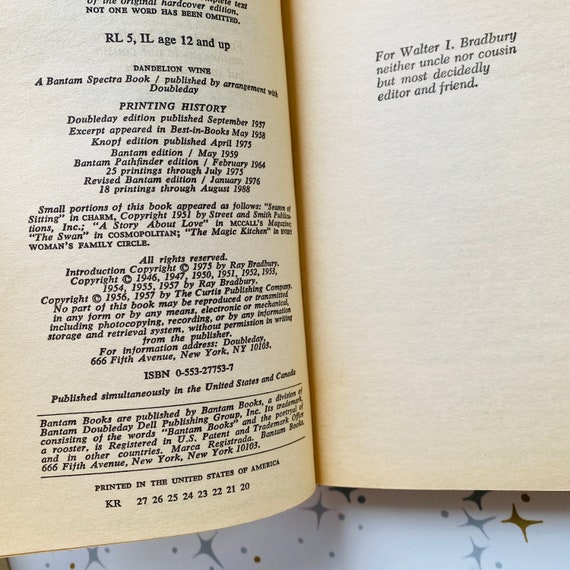 of the original hardcover edition.
NOT ONE WORD HAS BEEN OMITTED.
RL 5, IL age 12 and up
DANDELION WINE
A Bantam Spectra Book / published by arrangement with
Doubleday
PRINTING HISTORY
Doubleday edition published September 1957
Excerpt appeared in Best-in-Books May 1958
Knopf edition published April 1975
Bantam edition / May 1959
Bantam Pathfinder edition / February 1964
25 printings through July 1975
Revised Bantam edition / January 1976
18 printings through August 1988
Small portions of this book appeared as follows: "Season of
Sitting" in CHARM, Copyright 1951 by Street and Smith Publica-
tions, Inc.; "A Story About Love" in MCCALL'S Magazine;
"The Swan" in COSMOPOLITAN; "The Magic Kitchen" in EVERY
WOMAN'S FAMILY CIRCLE.
All rights reserved.
Introduction Copyright © 1975 by Ray Bradbury.
Copyright © 1946, 1947, 1950, 1951, 1952, 1953,
1954, 1955, 1957 by Ray Bradbury.
Copyright © 1956, 1957 by The Curtis Publishing Company.
No part of this book may be reproduced or transmitted
in any form or by any means, electronic or mechanical,
including photocopying, recording, or by any information
storage and retrieval system, without permission in writing
from the publisher.
For information address: Doubleday,
666 Fifth Avenue, New York, NY 10103.
ISBN 0-553-27753-7
Published simultaneously in the United States and Canada
Bantam Books are published by Bantam Books, a division of
Bantam Doubleday Dell Publishing Group, Inc. Its trademark,
consisting of the words "Bantam Books" and the portrayal of
a rooster, is Registered in U.S. Patent and Trademark Office
and in other countries. Marca Registrada. Bantam Books,
666 Fifth Avenue, New York, New York 10103.
PRINTED IN THE UNITED STATES OF AMERICA
KR 27 26 25 24 23 22 21 20
For Walter I. Bradbury
neither uncle nor cousin
but most decidedly
editor and friend.